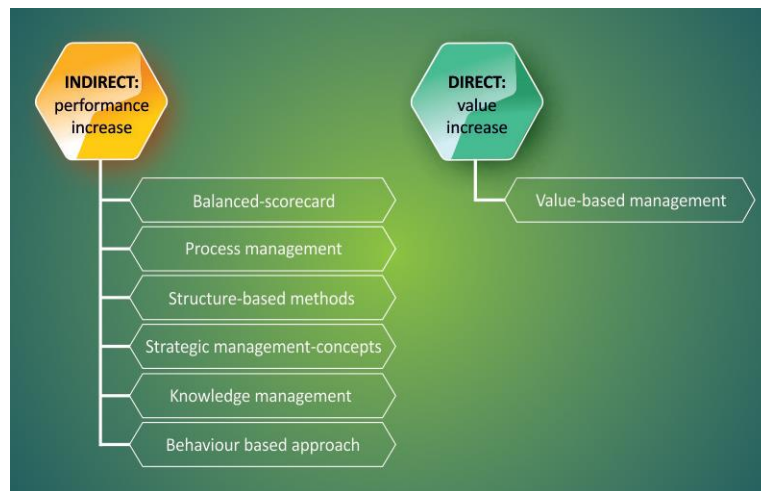 INDIRECT:
performance
increase
Balanced-scorecard
Process management
Structure-based methods
Strategic management-concepts
Knowledge management
Behaviour based approach
DIRECT:
value
increase
Value-based management